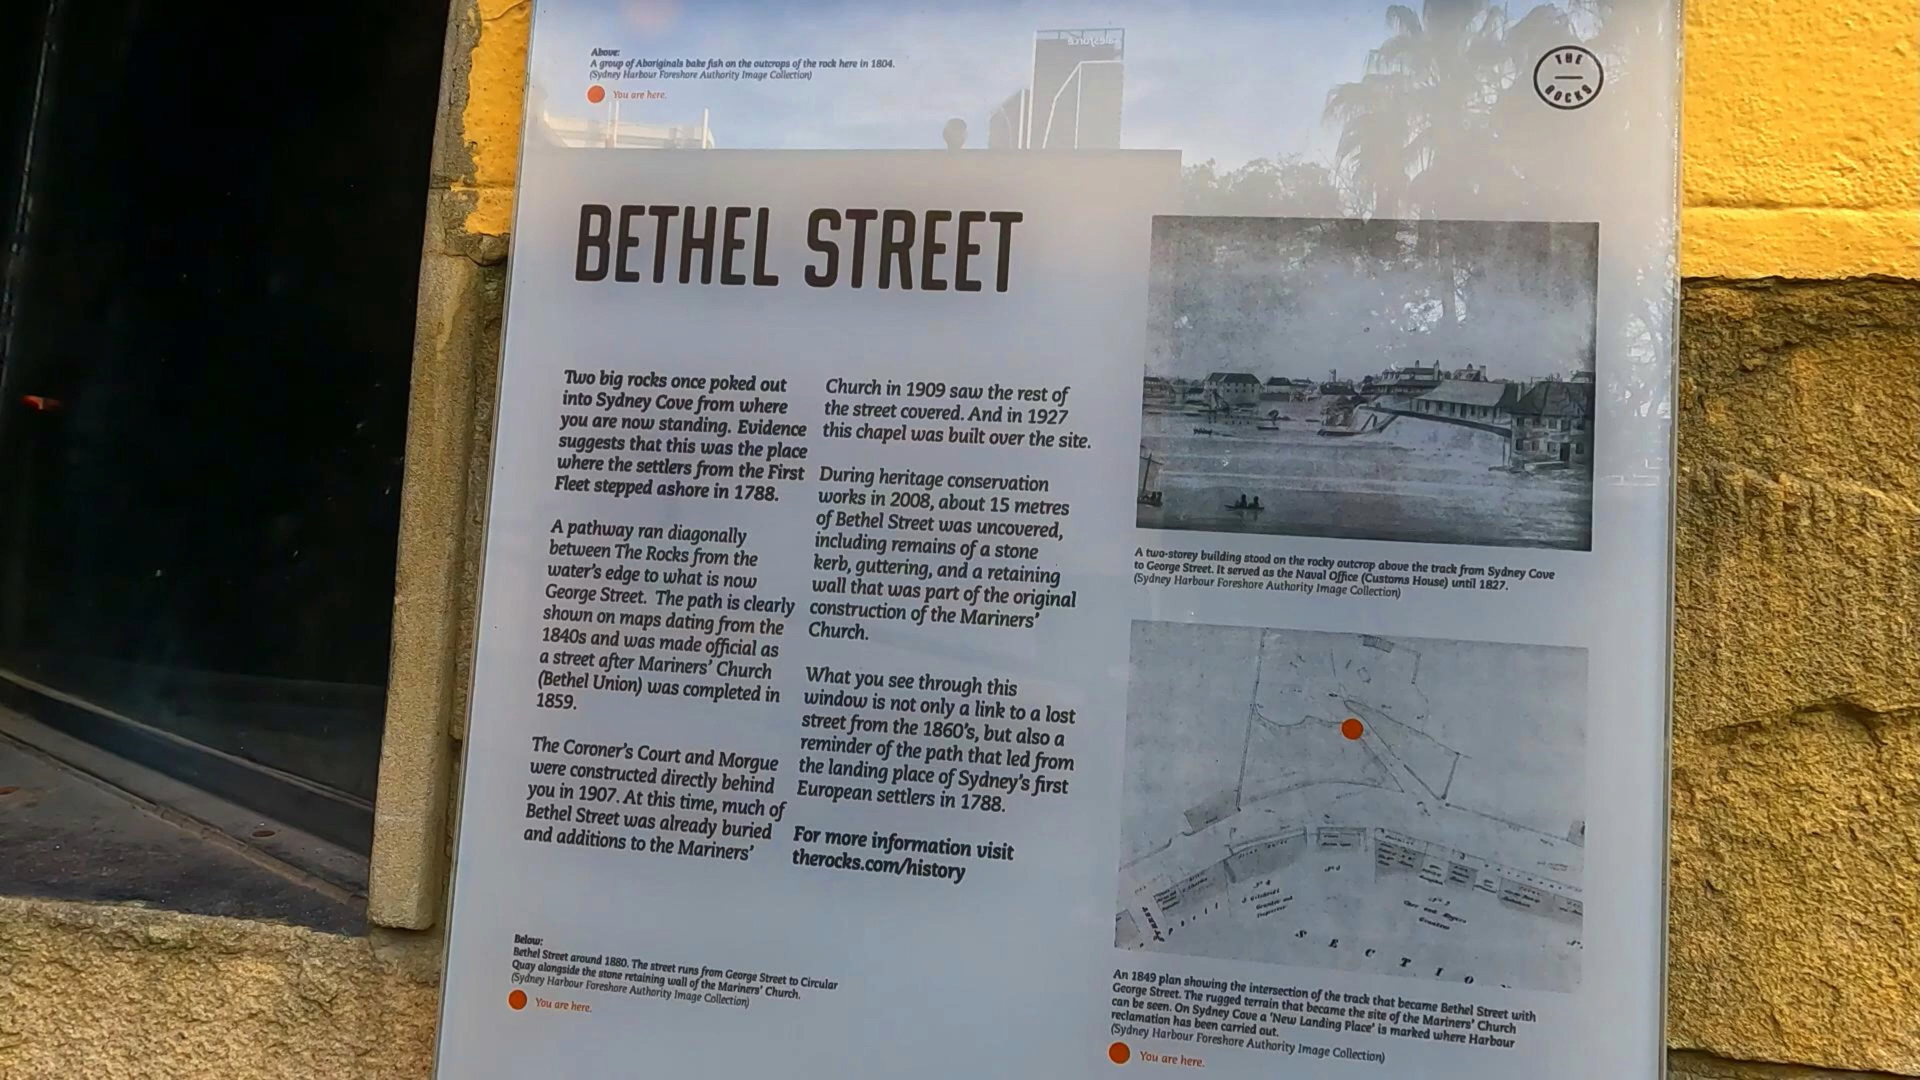 Above:
A group of Aboriginals bake fish on the outcrops of the rock here in 1804.
(Sydney Harbour Foreshore Authority Image Collection)
You are here.
THE
ROCKS
BETHEL STREET
Two big rocks once poked out
into Sydney Cove from where
you are now standing. Evidence
suggests that this was the place
where the settlers from the First
Fleet stepped ashore in 1788.
A pathway ran diagonally
between The Rocks from the
water's edge to what is now
George Street. The path is clearly
shown on maps dating from the
1840s and was made official as
a street after Mariners' Church
(Bethel Union) was completed in
1859.
The Coroner's Court and Morgue
were constructed directly behind
you in 1907. At this time, much of
Bethel Street was already buried
and additions to the Mariners'
Church in 1909 saw the rest of
the street covered. And in 1927
this chapel was built over the site.
During heritage conservation
works in 2008, about 15 metres
of Bethel Street was uncovered,
including remains of a stone
kerb, guttering, and a retaining
wall that was part of the original
construction of the Mariners'
Church.
What you see through this
window is not only a link to a lost
street from the 1860's, but also a
reminder of the path that led from
the landing place of Sydney's first
European settlers in 1788.
For more information visit
therocks.com/history
Below:
Bethel Street around 1880. The street runs from George Street to Circular
Quay alongside the stone retaining wall of the Mariners' Church.
(Sydney Harbour Foreshore Authority Image Collection)
You are here.
A two-storey building stood on the rocky outcrop above the track from Sydney Cove
to George Street. It served as the Naval Office (Customs House) until 1827.
(Sydney Harbour Foreshore Authority Image Collection)
SECTIO
An 1849 plan showing the intersection of the track that became Bethel Street with
George Street. The rugged terrain that became the site of the Mariners' Church
can be seen. On Sydney Cove a 'New Landing Place' is marked where Harbour
reclamation has been carried out.
(Sydney Harbour Foreshore Authority Image Collection)
You are here.